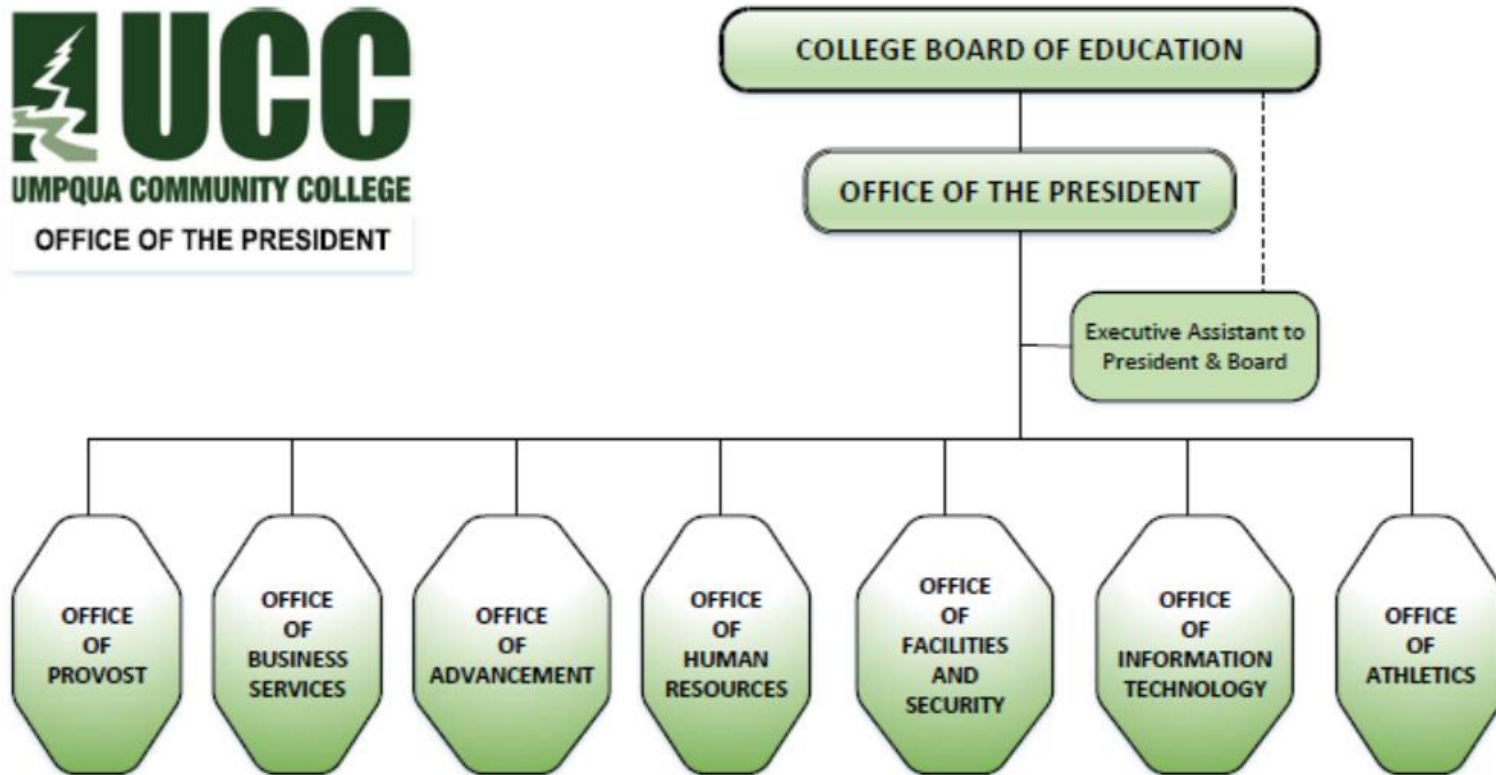 UCC
UMPQUA COMMUNITY COLLEGE
OFFICE OF THE PRESIDENT
COLLEGE BOARD OF EDUCATION
OFFICE OF THE PRESIDENT
Executive Assistant to
President & Board
OFFICE
OF
PROVOST
OFFICE
OF
BUSINESS
SERVICES
OFFICE
OF
ADVANCEMENT
OFFICE
OF
HUMAN
RESOURCES
OFFICE
OF
FACILITIES
AND
SECURITY
OFFICE
OF
INFORMATION
TECHNOLOGY
OFFICE
OF
ATHLETICS